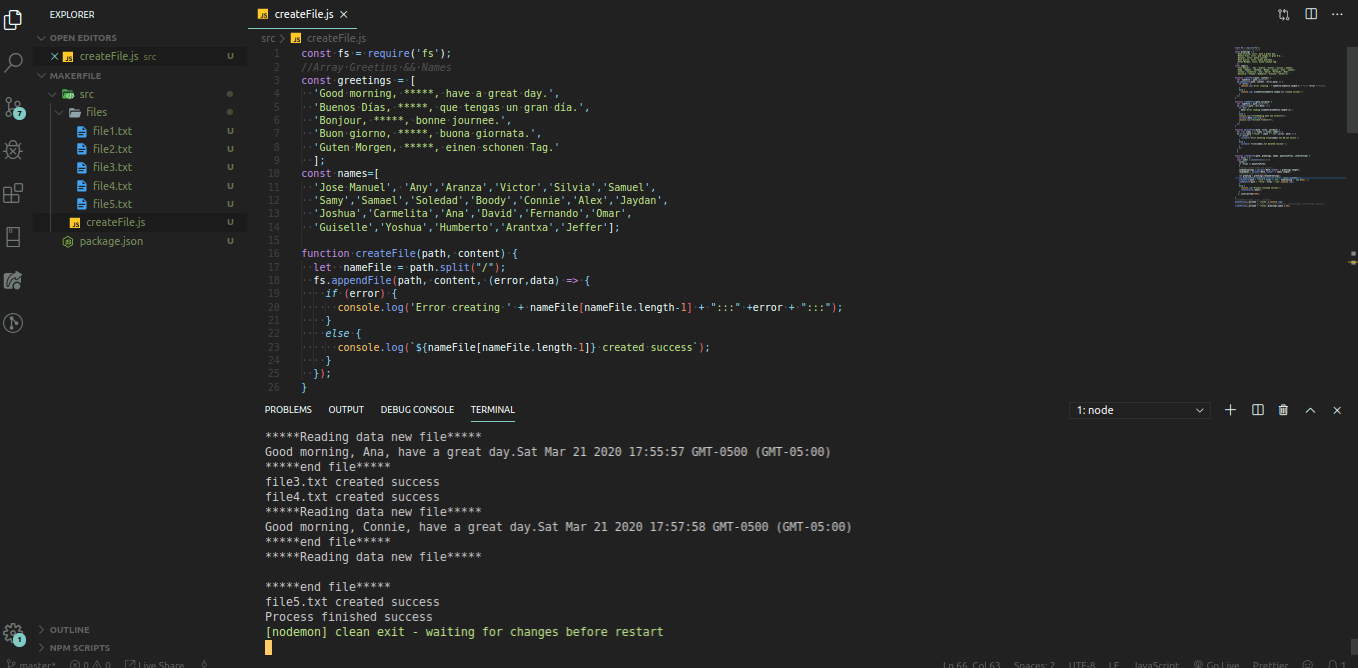 EXPLORER
OPEN EDITORS
createFile.js src U
MAKERFILE
src
files
file1.txt U
file2.txt U
file3.txt U
file4.txt U
file5.txt U
createFile.js U
package.json U
OUTLINE
NPM SCRIPTS
7
1
createFile.js
src > createFile.js
1 const fs = require('fs');
2 //Array Greetins && Names
3 const greetings = [
4 'Good morning, *****, have a great day.',
5 'Buenos Días, *****, que tengas un gran día.',
6 'Bonjour, *****, bonne journee.',
7 'Buon giorno, *****, buona giornata.',
8 'Guten Morgen, *****, einen schonen Tag.'
9 ];
10 const names=[
11 'Jose Manuel', 'Any','Aranza','Victor','Silvia','Samuel',
12 'Samy','Samael','Soledad','Boody','Connie','Alex','Jaydan',
13 'Joshua','Carmelita','Ana','David','Fernando','Omar',
14 'Guiselle','Yoshua','Humberto','Arantxa','Jeffer'];
15
16 function createFile(path, content) {
17 let nameFile = path.split("/");
18 fs.appendFile(path, content, (error,data) => {
19 if (error) {
20 console.log('Error creating ' + nameFile[nameFile.length-1] + ":::" +error + ":::");
21 }
22 else {
23 console.log(`${nameFile[nameFile.length-1]} created success`);
24 }
25 });
26 }
PROBLEMS OUTPUT DEBUG CONSOLE TERMINAL 1: node
*****Reading data new file*****
Good morning, Ana, have a great day.Sat Mar 21 2020 17:55:57 GMT-0500 (GMT-05:00)
*****end file*****
file3.txt created success
file4.txt created success
*****Reading data new file*****
Good morning, Connie, have a great day.Sat Mar 21 2020 17:57:58 GMT-0500 (GMT-05:00)
*****end file*****
*****Reading data new file*****
*****end file*****
file5.txt created success
Process finished success
[nodemon] clean exit - waiting for changes before restart
master* 0 0 Live Share Ln 66, Col 63 Spaces: 2 UTF-8 LF JavaScript Go Live Prettier 1